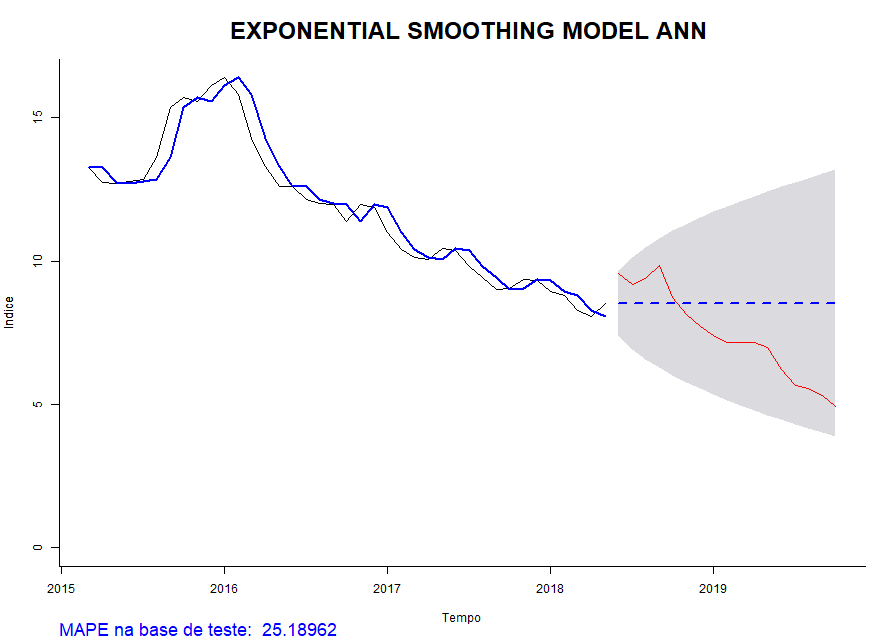 EXPONENTIAL SMOOTHING MODEL ANN
15
10
5
0
Indice
2015 2016 2017 2018 2019
Tempo
MAPE na base de teste: 25.18962